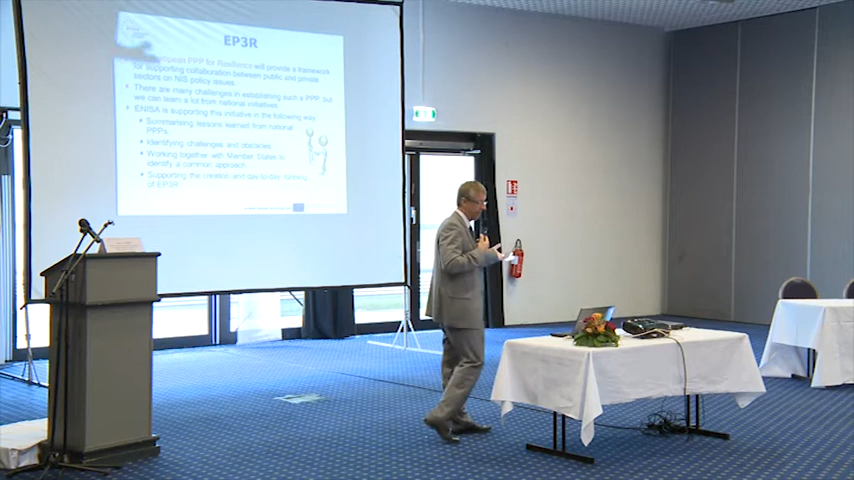 EP3R
European PPP for Resilience will provide a framework
for supporting collaboration between public and private
sectors on NIS policy issues.
There are many challenges in establishing such a PPP, but
we can learn a lot from national initiatives.
ENISA is supporting this initiative in the following way:
Summarising lessons learned from national
PPPs.
Identifying challenges and obstacles.
Working together with Member States to
identify a common approach.
Supporting the creation and day-to-day running
of EP3R